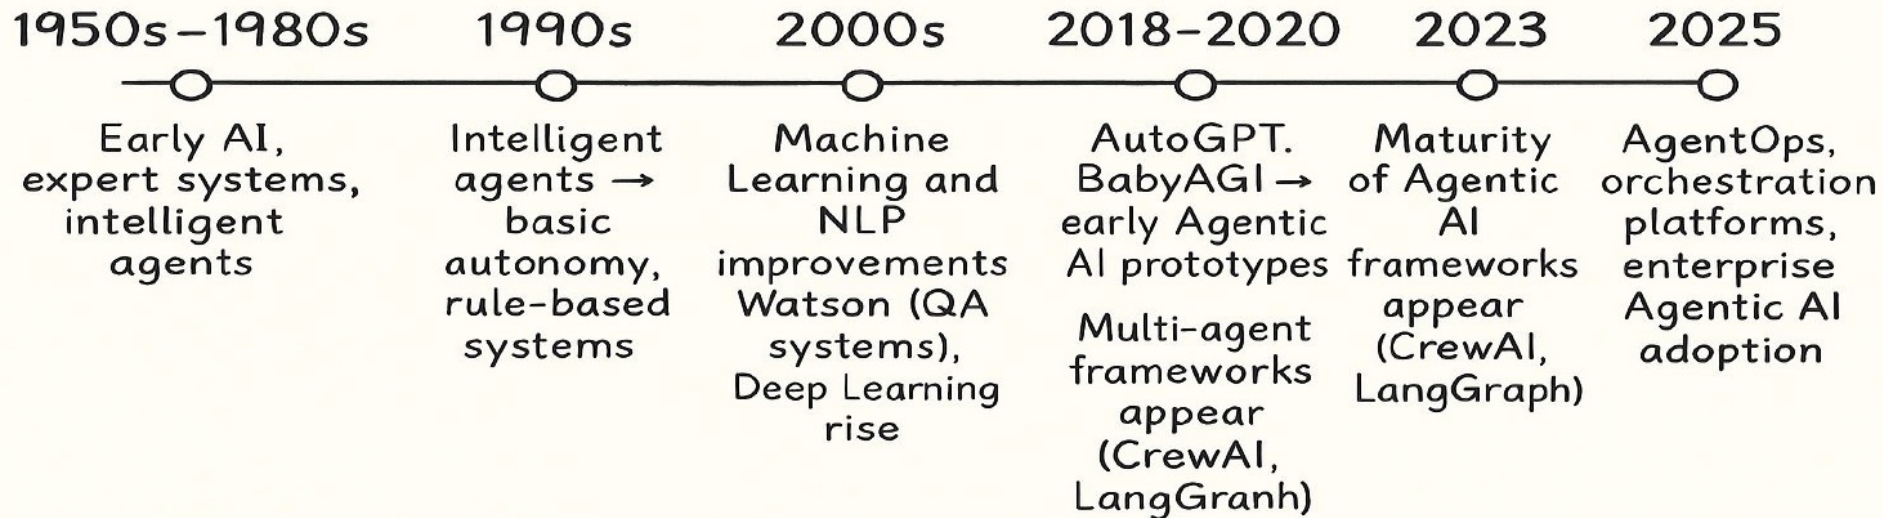 1950s–1980s
Early AI,
expert systems,
intelligent
agents
1990s
Intelligent
agents →
basic
autonomy,
rule-based
systems
2000s
Machine
Learning and
NLP
improvements
Watson (QA
systems),
Deep Learning
rise
2018–2020
AutoGPT.
BabyAGI →
early Agentic
AI prototypes
Multi-agent
frameworks
appear
(CrewAI,
LangGranh)
2023
Maturity
of Agentic
AI
frameworks
appear
(CrewAI,
LangGraph)
2025
AgentOps,
orchestration
platforms,
enterprise
Agentic AI
adoption